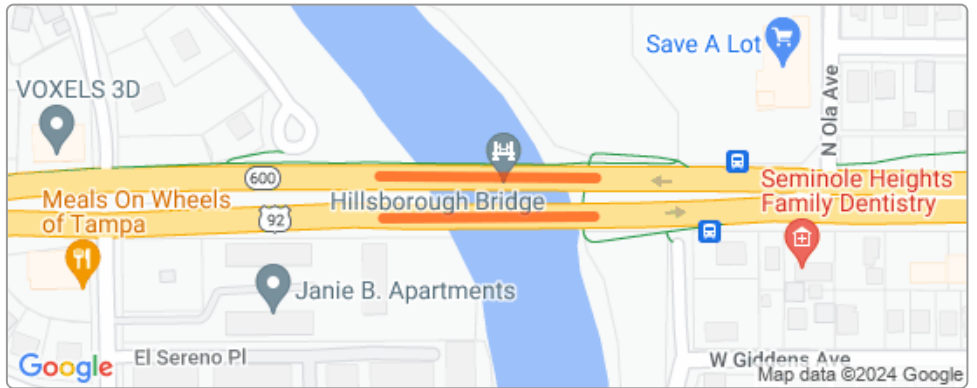 Save A Lot
VOXELS 3D
N Ola Ave
600
Meals On Wheels
of Tampa
Hillsborough Bridge
92
Seminole Heights
Family Dentistry
Janie B. Apartments
El Sereno Pl
W Giddens Ave
Google
Map data ©2024 Google